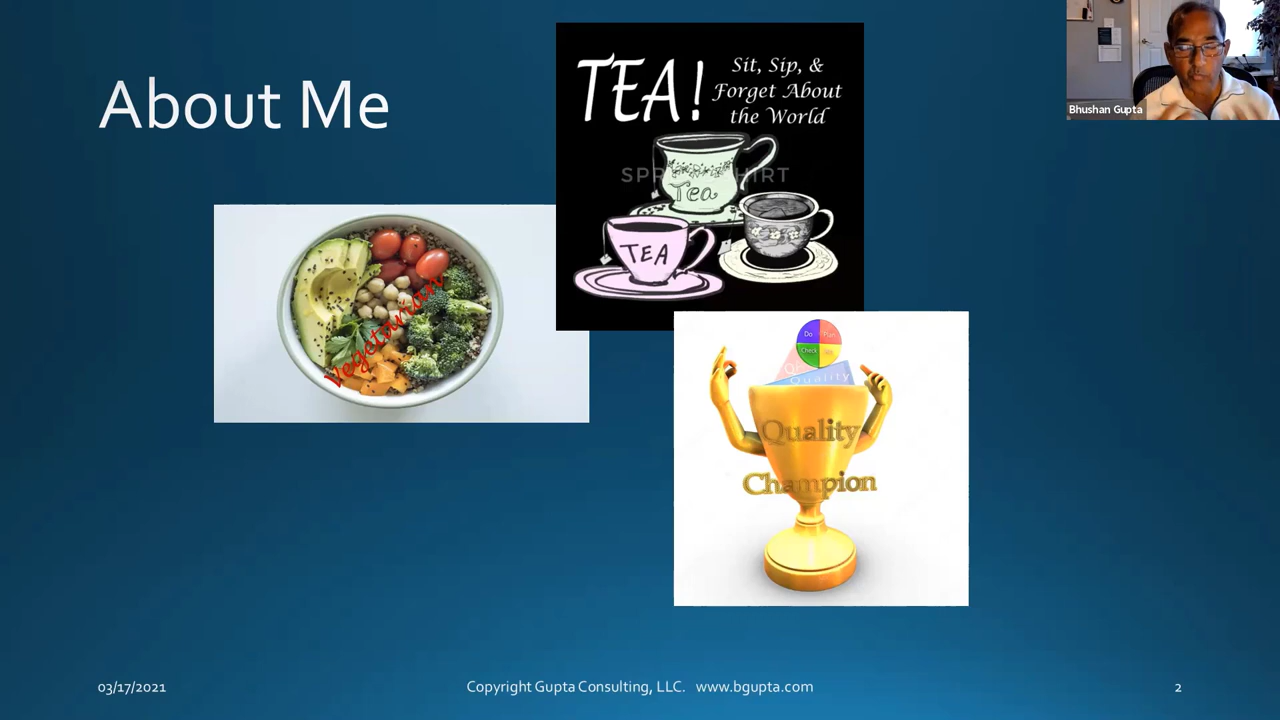 About Me
TEA!
Sit, Sip, &
Forget About
the World
Tea
TEA
Vegetarian
Do
Check
Quality
Quality
Champion
Bhushan Gupta
03/17/2021
Copyright Gupta Consulting, LLC. www.bgupta.com
2